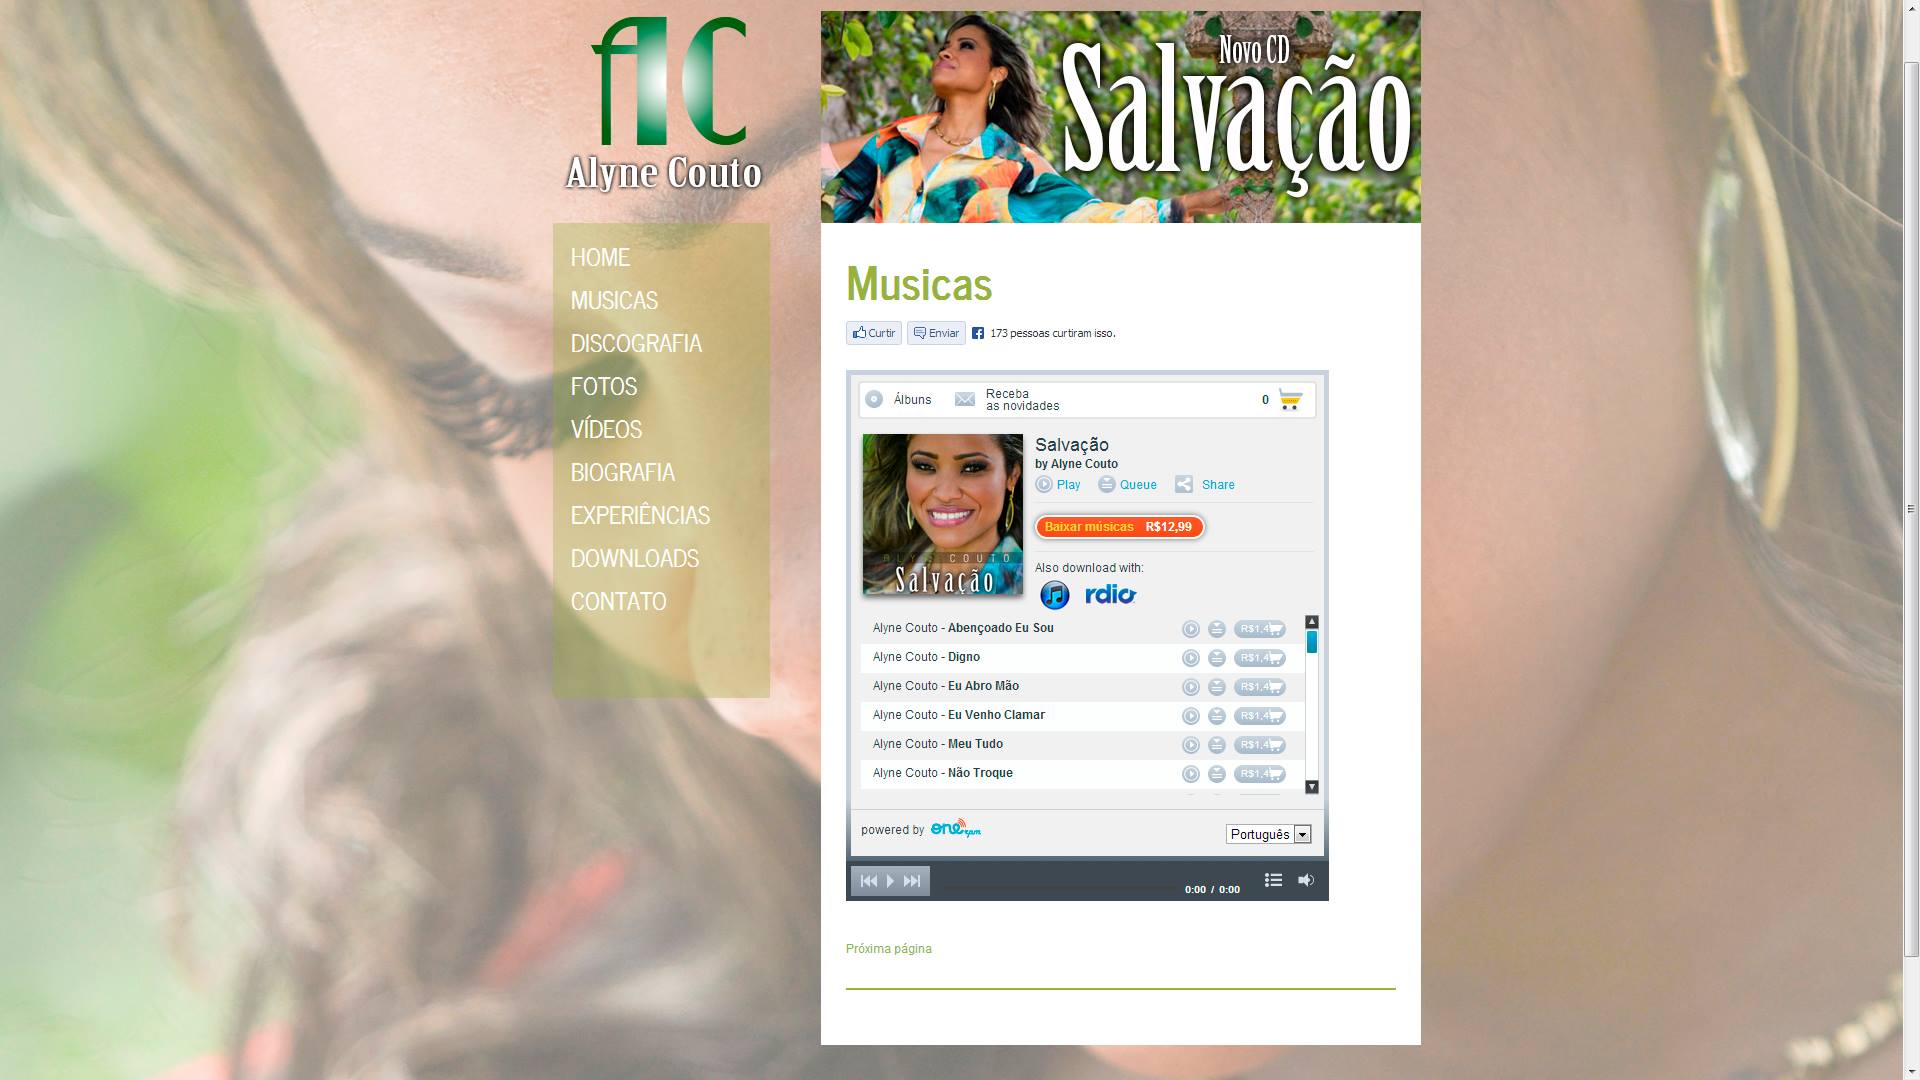 AC
Alyne Couto
Novo CD
Salvação
HOME
MUSICAS
DISCOGRAFIA
FOTOS
VÍDEOS
BIOGRAFIA
EXPERIÊNCIAS
DOWNLOADS
CONTATO
Musicas
Curtir Enviar 173 pessoas curtiram isso.
Álbuns
Receba
as novidades
0
ALYNE COUTO
Salvação
Salvação
by Alyne Couto
Play Queue Share
Baixar músicas R$12,99
Also download with:
rdio
Alyne Couto - Abençoado Eu Sou R$1,4
Alyne Couto - Digno R$1,4
Alyne Couto - Eu Abro Mão R$1,4
Alyne Couto - Eu Venho Clamar R$1,4
Alyne Couto - Meu Tudo R$1,4
Alyne Couto - Não Troque R$1,4
powered by one rpm
Português
0:00 / 0:00
Próxima página